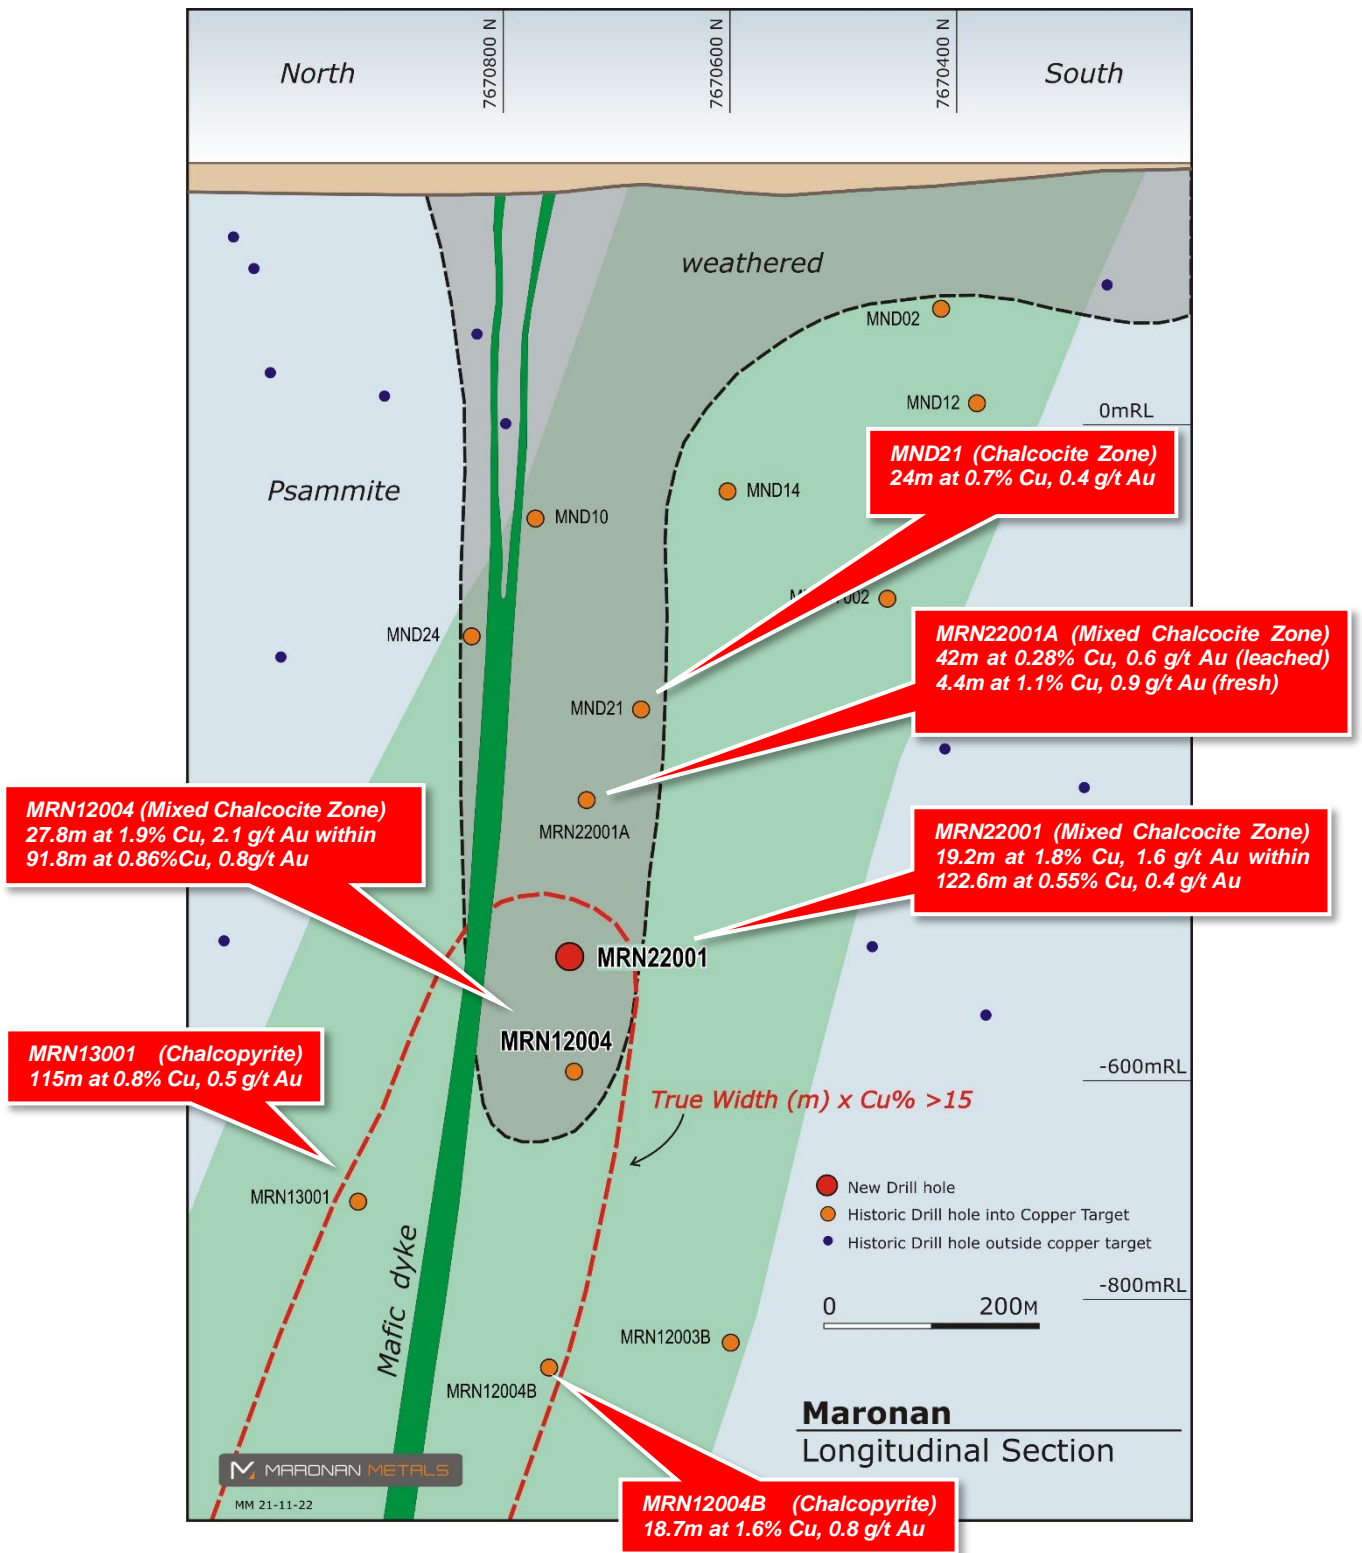 7670800 N
7670600 N
7670400 N
North
South
weathered
MND02
MND12
0mRL
MND21 (Chalcocite Zone)
24m at 0.7% Cu, 0.4 g/t Au
Psammite
MND14
MND10
002
MND24
MRN22001A (Mixed Chalcocite Zone)
42m at 0.28% Cu, 0.6 g/t Au (leached)
4.4m at 1.1% Cu, 0.9 g/t Au (fresh)
MND21
MRN22001A
MRN12004 (Mixed Chalcocite Zone)
27.8m at 1.9% Cu, 2.1 g/t Au within
91.8m at 0.86%Cu, 0.8g/t Au
MRN22001 (Mixed Chalcocite Zone)
19.2m at 1.8% Cu, 1.6 g/t Au within
122.6m at 0.55% Cu, 0.4 g/t Au
MRN22001
MRN12004
MRN13001 (Chalcopyrite)
115m at 0.8% Cu, 0.5 g/t Au
-600mRL
True Width (m) x Cu% >15
MRN13001
New Drill hole
Historic Drill hole into Copper Target
Historic Drill hole outside copper target
Mafic dyke
-800mRL
0 200M
MRN12003B
MRN12004B
Maronan
Longitudinal Section
MARONAN METALS
MM 21-11-22
MRN12004B (Chalcopyrite)
18.7m at 1.6% Cu, 0.8 g/t Au